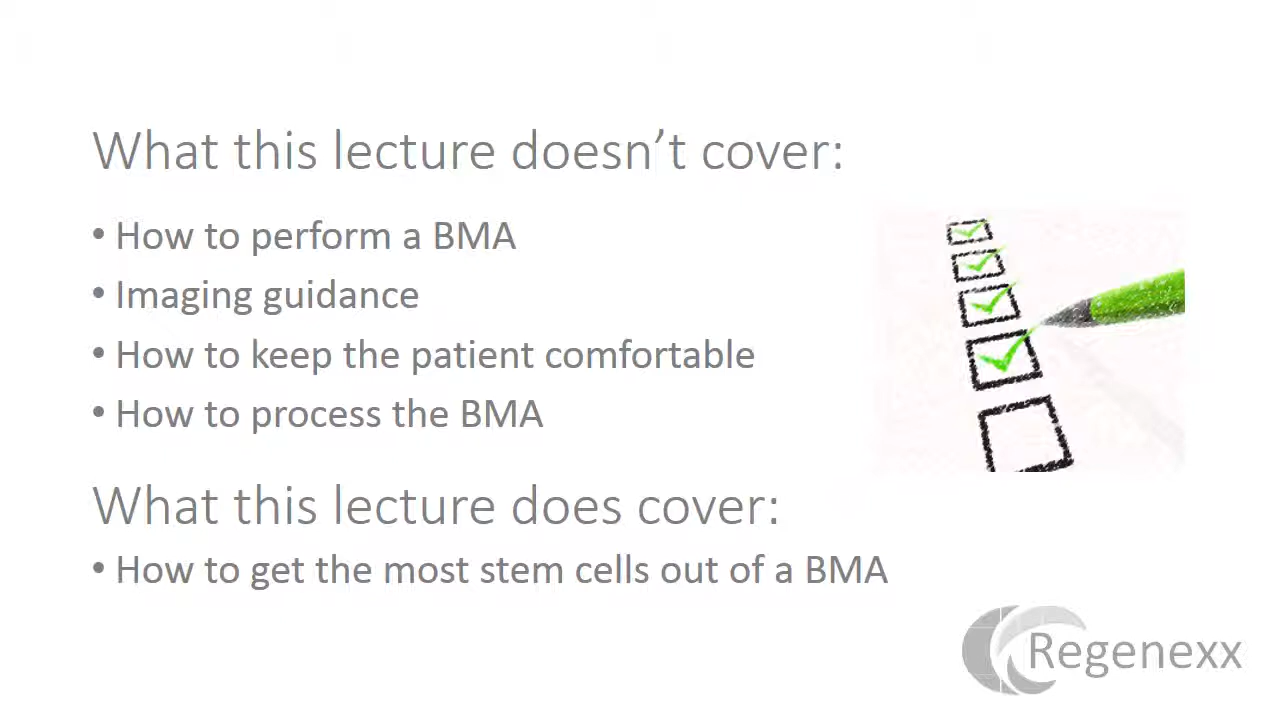 What this lecture doesn’t cover:
• How to perform a BMA
• Imaging guidance
• How to keep the patient comfortable
• How to process the BMA
What this lecture does cover:
• How to get the most stem cells out of a BMA
Regenexx